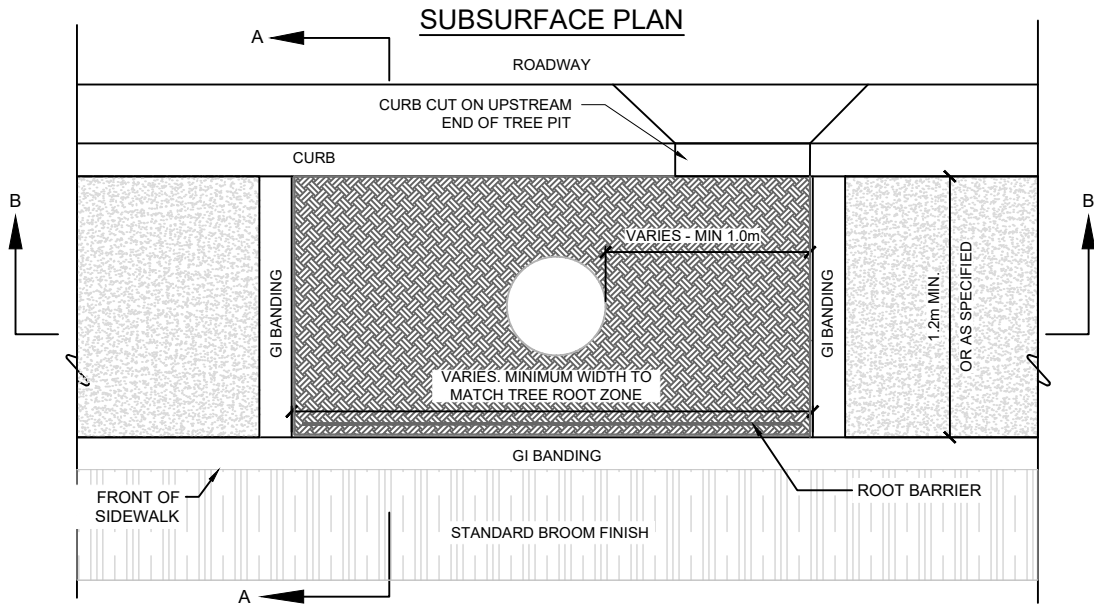 SUBSURFACE PLAN
A
ROADWAY
CURB CUT ON UPSTREAM
END OF TREE PIT
CURB
B
B
VARIES - MIN 1.0m
GI BANDING
GI BANDING
1.2m MIN.
OR AS SPECIFIED
VARIES. MINIMUM WIDTH TO
MATCH TREE ROOT ZONE
GI BANDING
FRONT OF
SIDEWALK
ROOT BARRIER
STANDARD BROOM FINISH
A